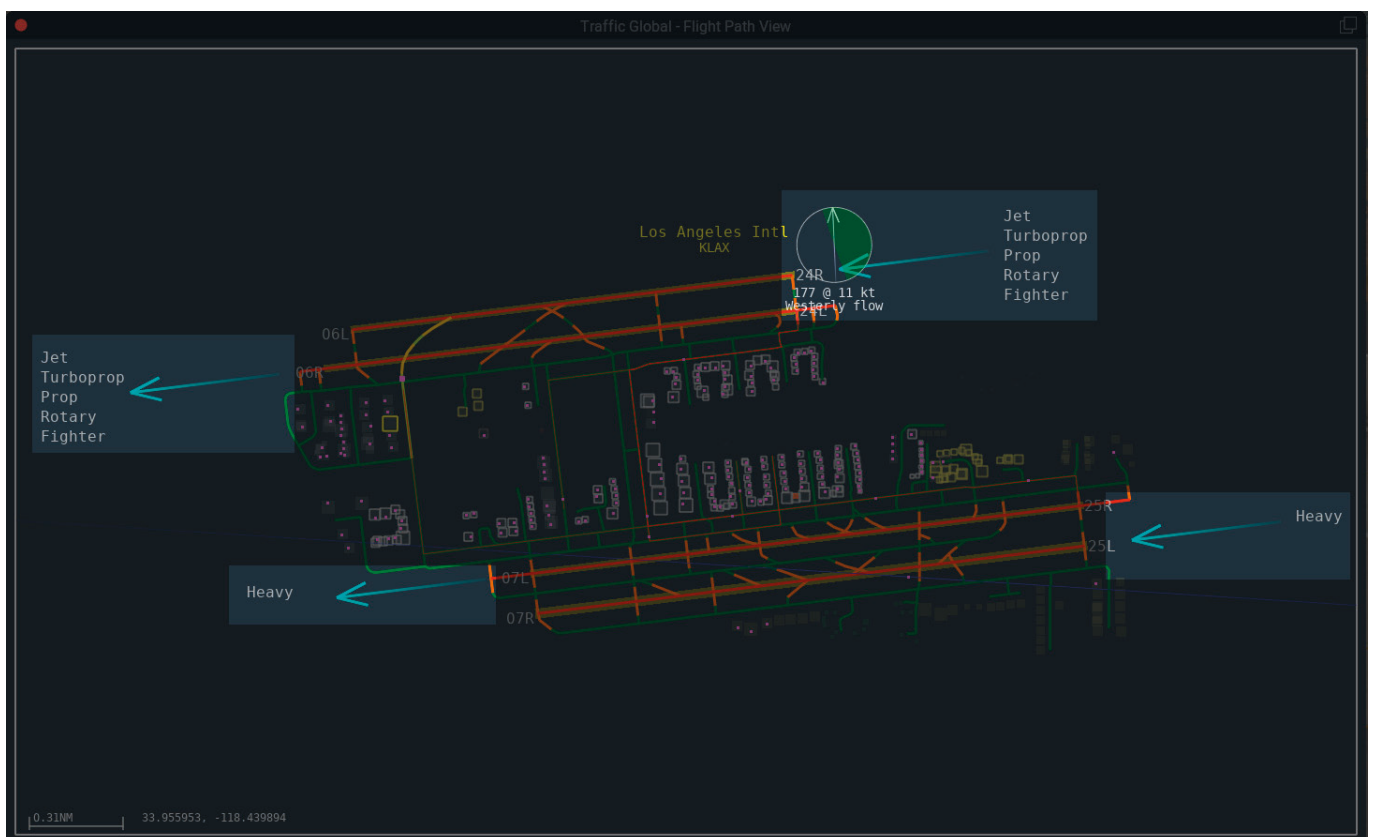 Traffic Global - Flight Path View
Los Angeles Intl
KLAX
Jet
Turboprop
Prop
Rotary
Fighter
24R
177 @ 11 kt
Westerly flow
24L
06L
06R
Jet
Turboprop
Prop
Rotary
Fighter
25R
Heavy
25L
07L
Heavy
07R
0.31NM
33.955953, -118.439894